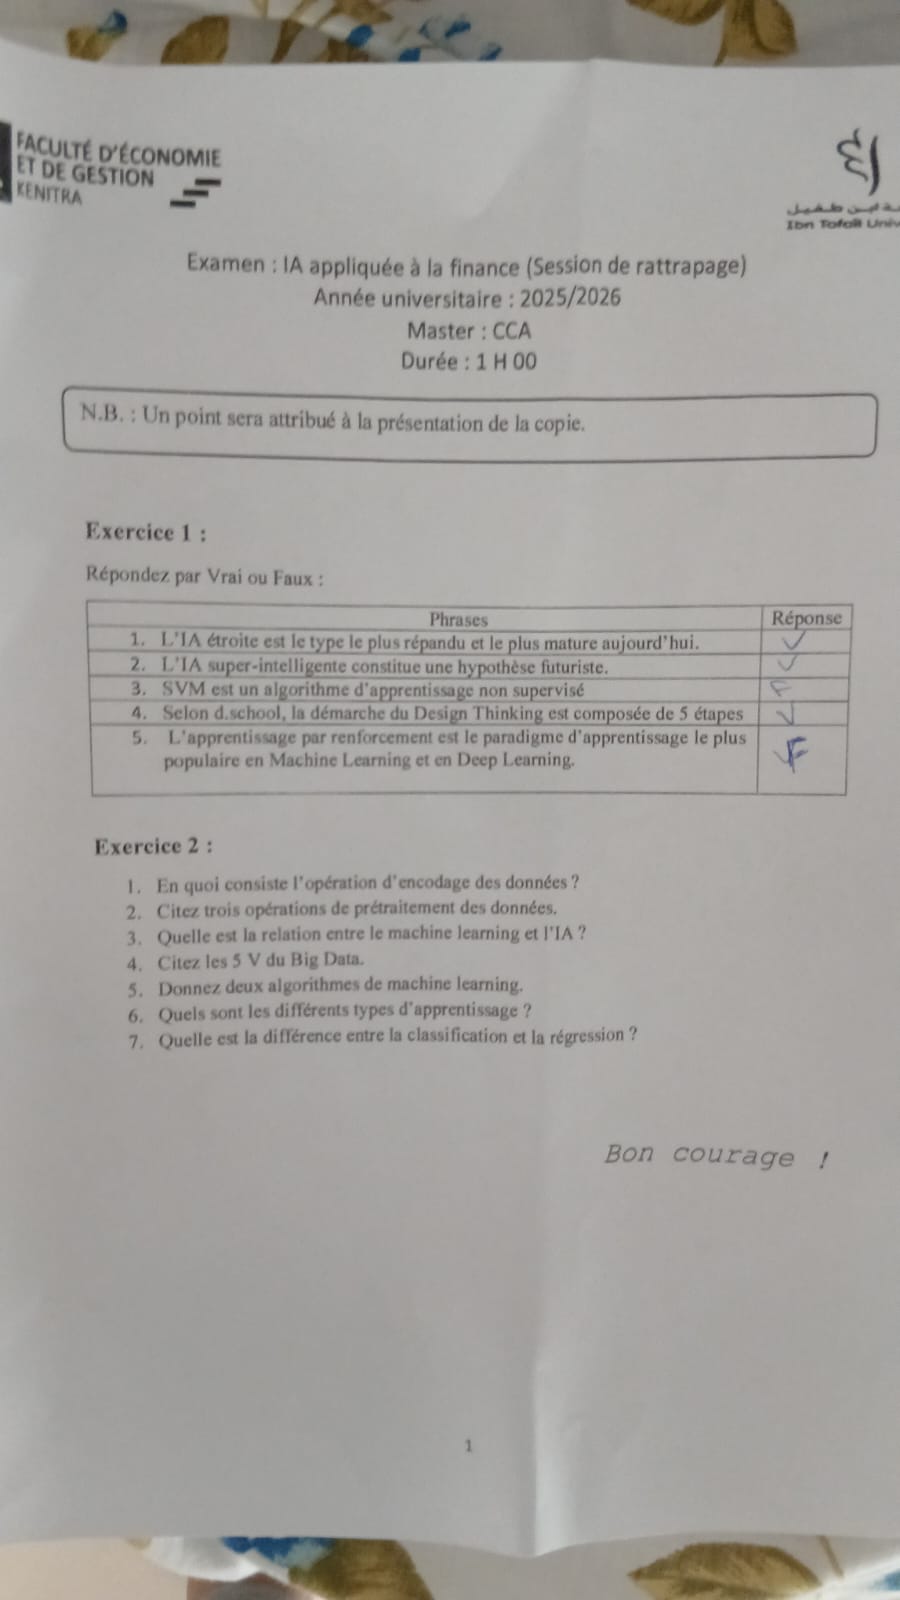 FACULTÉ D'ÉCONOMIE
ET DE GESTION
KENITRA
Ibn Tofail Univ
Examen : IA appliquée à la finance (Session de rattrapage)
Année universitaire : 2025/2026
Master : CCA
Durée : 1 H 00
N.B. : Un point sera attribué à la présentation de la copie.
Exercice 1 :
Répondez par Vrai ou Faux :
Phrases Réponse
1. L'IA étroite est le type le plus répandu et le plus mature aujourd'hui. V
2. L'IA super-intelligente constitue une hypothèse futuriste. V
3. SVM est un algorithme d'apprentissage non supervisé F
4. Selon d.school, la démarche du Design Thinking est composée de 5 étapes V
5. L'apprentissage par renforcement est le paradigme d'apprentissage le plus F
populaire en Machine Learning et en Deep Learning.
Exercice 2 :
1. En quoi consiste l'opération d'encodage des données ?
2. Citez trois opérations de prétraitement des données.
3. Quelle est la relation entre le machine learning et l'IA ?
4. Citez les 5 V du Big Data.
5. Donnez deux algorithmes de machine learning.
6. Quels sont les différents types d'apprentissage ?
7. Quelle est la différence entre la classification et la régression ?
Bon courage !
1